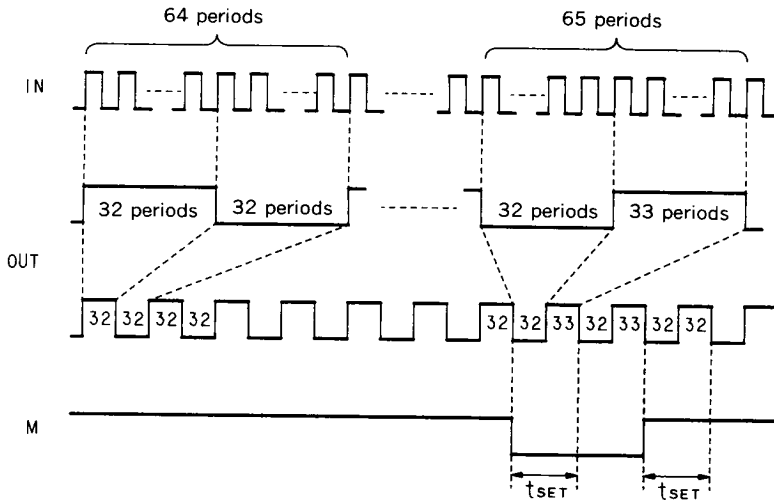 64 periods
65 periods
IN
32 periods
32 periods
32 periods
33 periods
OUT
32 32 32 32 32 32 33 32 33 32 32
M
tSET
tSET